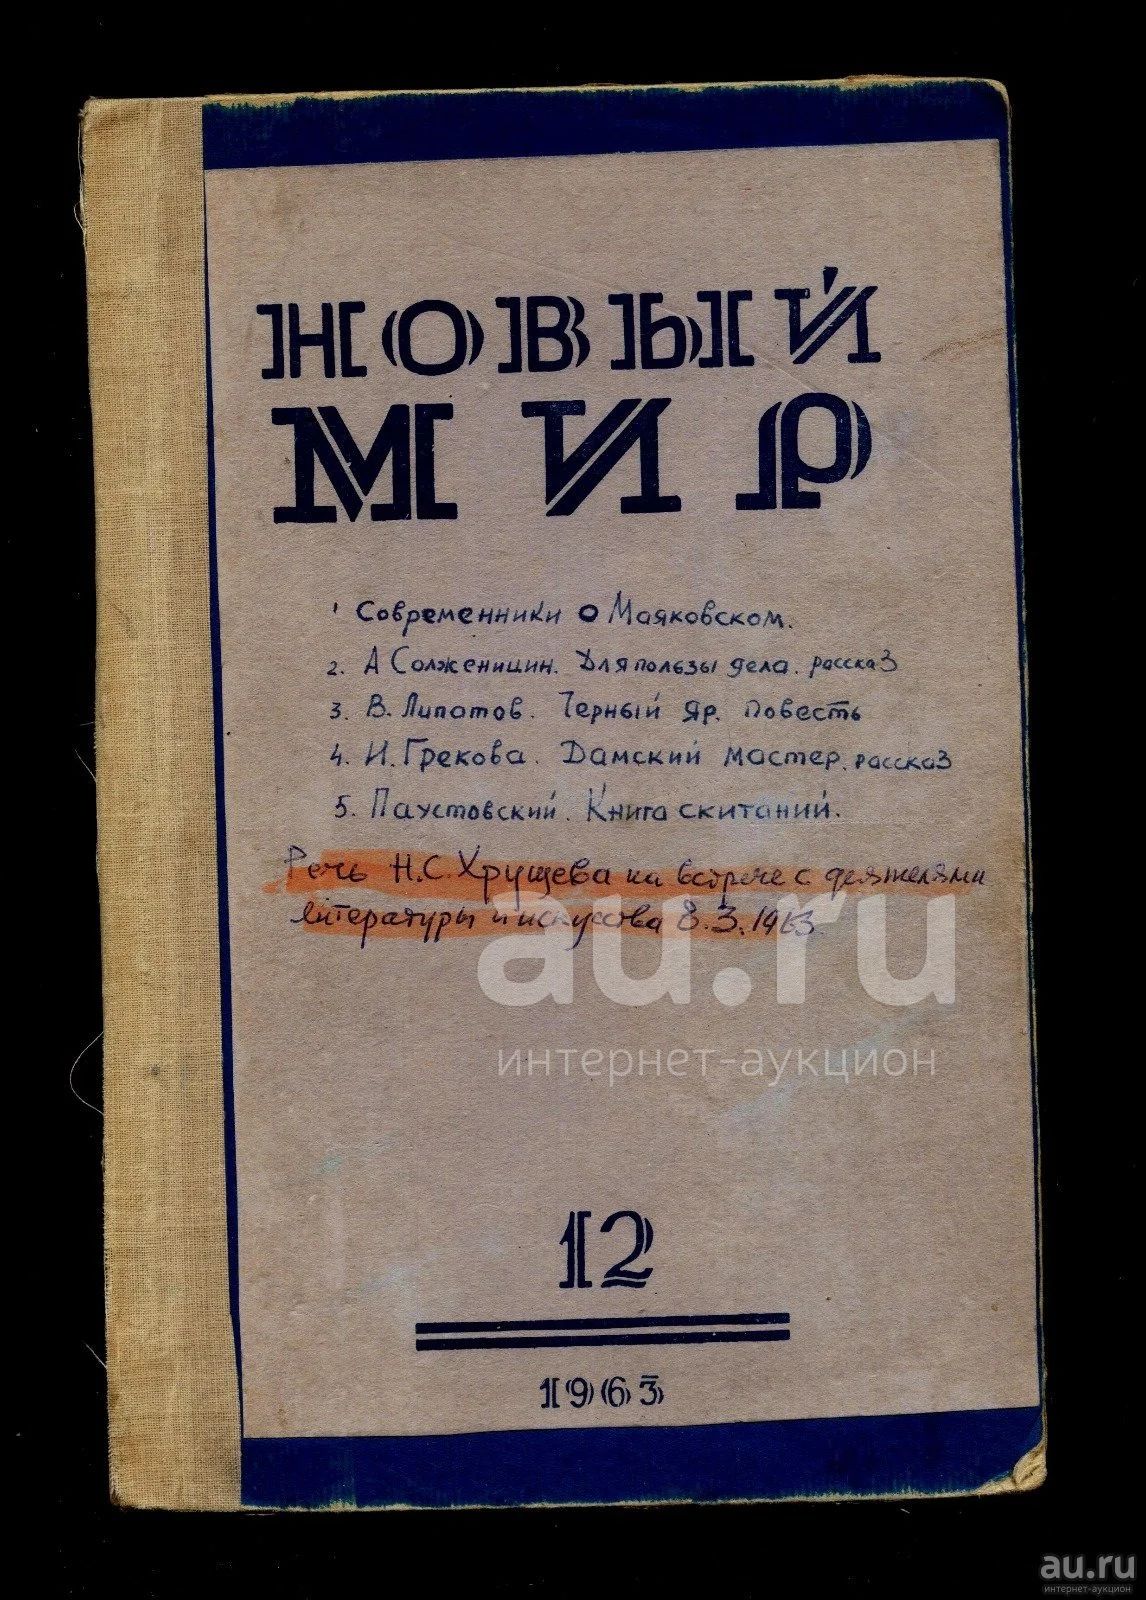 НОВЫЙ
МИР
1 Современники о Маяковском.
2. А Солженицин. Для пользы дела. рассказ
3. В. Липатов. Черный Яр. Повесть
4. И. Грекова. Дамский мастер. рассказ
5. Паустовский. Книга скитаний.
Речь Н.С. Хрущева на встрече с деятелями
литературы и искусства 8.3.1963.
au.ru
интернет-аукцион
12
1963
au.ru
интернет-аукцион